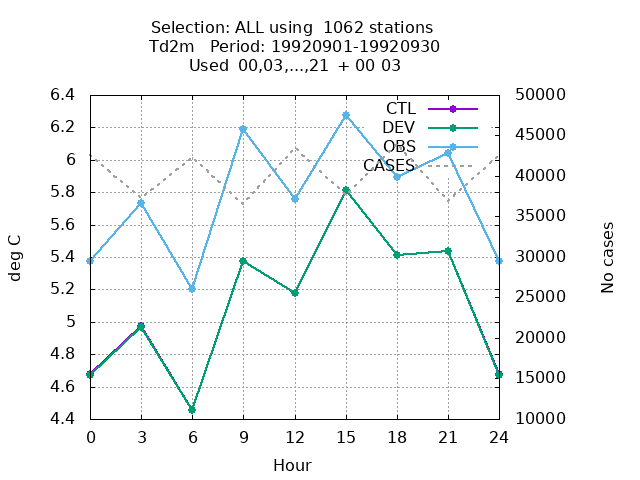 Selection: ALL using  1062 stations
Td2m   Period: 19920901-19920930
Used  00,03,...,21  + 00 03
6.4
6.2
6
5.8
5.6
5.4
5.2
5
4.8
4.6
4.4
50000
45000
40000
35000
30000
25000
20000
15000
10000
CTL
DEV
OBS
CASES
deg C
No cases
0 3 6 9 12 15 18 21 24
Hour